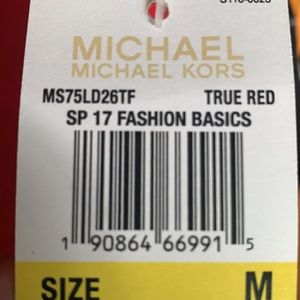 MICHAEL
MICHAEL KORS
MS75LD26TF TRUE RED
SP 17 FASHION BASICS
1 90864 66991 5
SIZE M